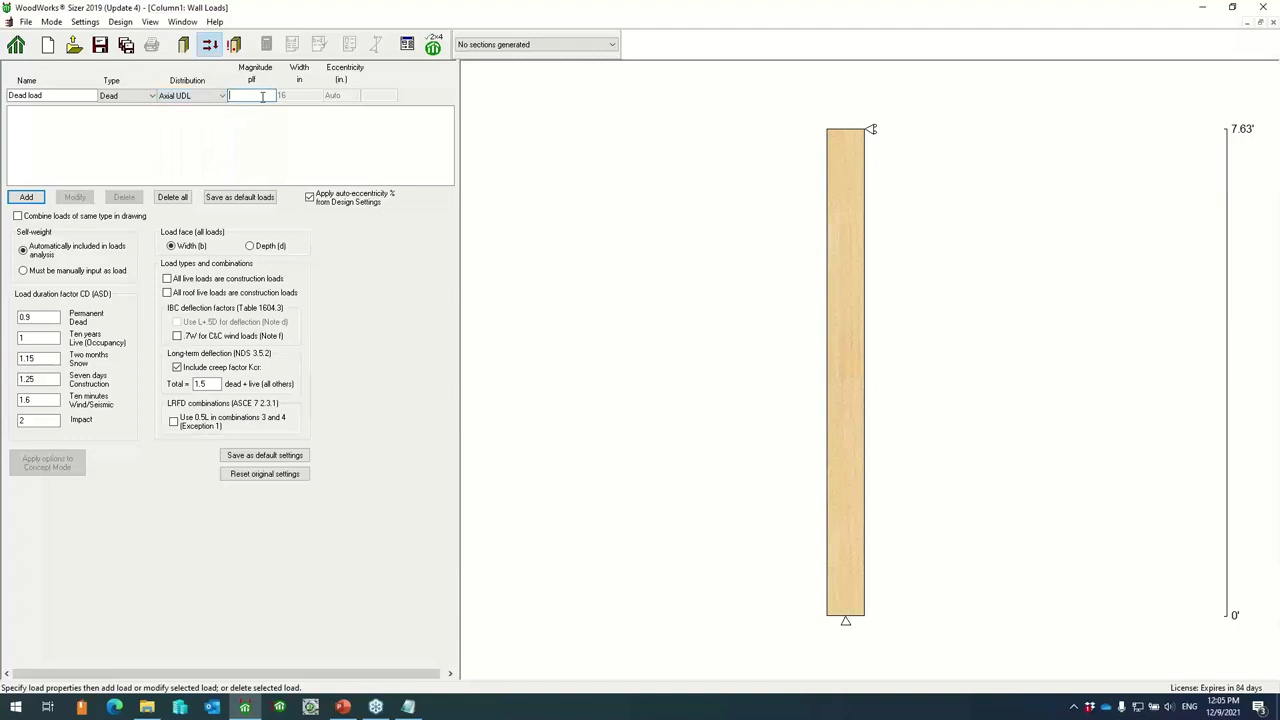 WoodWorks® Sizer 2019 (Update 4) - [Column1: Wall Loads]
File Mode Settings Design View Window Help
2×4
No sections generated
Magnitude Width Eccentricity
Name Type Distribution plf in (in.)
Dead load Dead Axial UDL 16 Auto
Add Modify Delete Delete all Save as default loads
Apply auto-eccentricity %
from Design Settings
Combine loads of same type in drawing
Self-weight
Automatically included in loads
analysis
Must be manually input as load
Load duration factor CD (ASD)
0.9 Permanent
Dead
1 Ten years
Live (Occupancy)
1.15 Two months
Snow
1.25 Seven days
Construction
1.6 Ten minutes
Wind/Seismic
2 Impact
Apply options to
Concept Mode
Load face (all loads)
Width (b) Depth (d)
Load types and combinations
All live loads are construction loads
All roof live loads are construction loads
IBC deflection factors (Table 1604.3)
Use L+.5D for deflection (Note d)
.7W for C&C wind loads (Note f)
Long-term deflection (NDS 3.5.2)
Include creep factor Kcr:
Total = 1.5 dead + live (all others)
LRFD combinations (ASCE 7 2.3.1)
Use 0.5L in combinations 3 and 4
(Exception 1)
Save as default settings
Reset original settings
7.63'
0'
Specify load properties then add load or modify selected load; or delete selected load.
License: Expires in 84 days
ENG
12:05 PM
12/9/2021
3